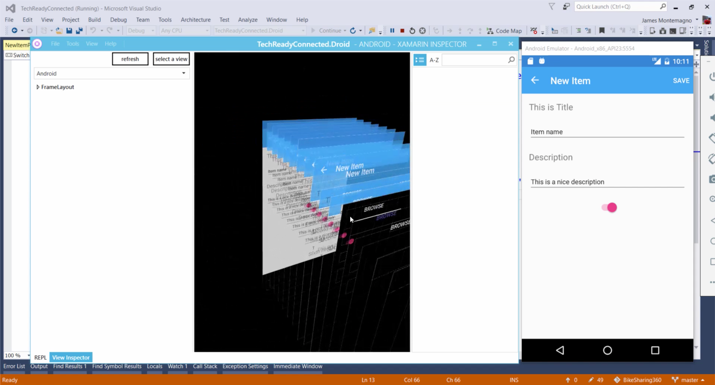 TechReadyConnected (Running) - Microsoft Visual Studio
Quick Launch (Ctrl+Q)
File Edit View Project Build Debug Team Tools Architecture Test Analyze Window Help
James Montemagno
Debug Any CPU TechReadyConnected.Droid Continue Code Map
NewItemF
Switch
File Tools View Help
TechReadyConnected.Droid - ANDROID - XAMARIN INSPECTOR
refresh select a view
Android
FrameLayout
A-Z
New Item
New Item
BROWSE
BROWSE
BROWSE
Android Emulator - Android_x86_API23:5554
10:11
New Item SAVE
This is Title
Item name
Description
This is a nice description
REPL View Inspector
100 %
Error List Output Find Results 1 Find Symbol Results Locals Watch 1 Call Stack Exception Settings Immediate Window
Ready Ln 13 Col 66 Ch 66 INS 0 49 BikeSharing360 master